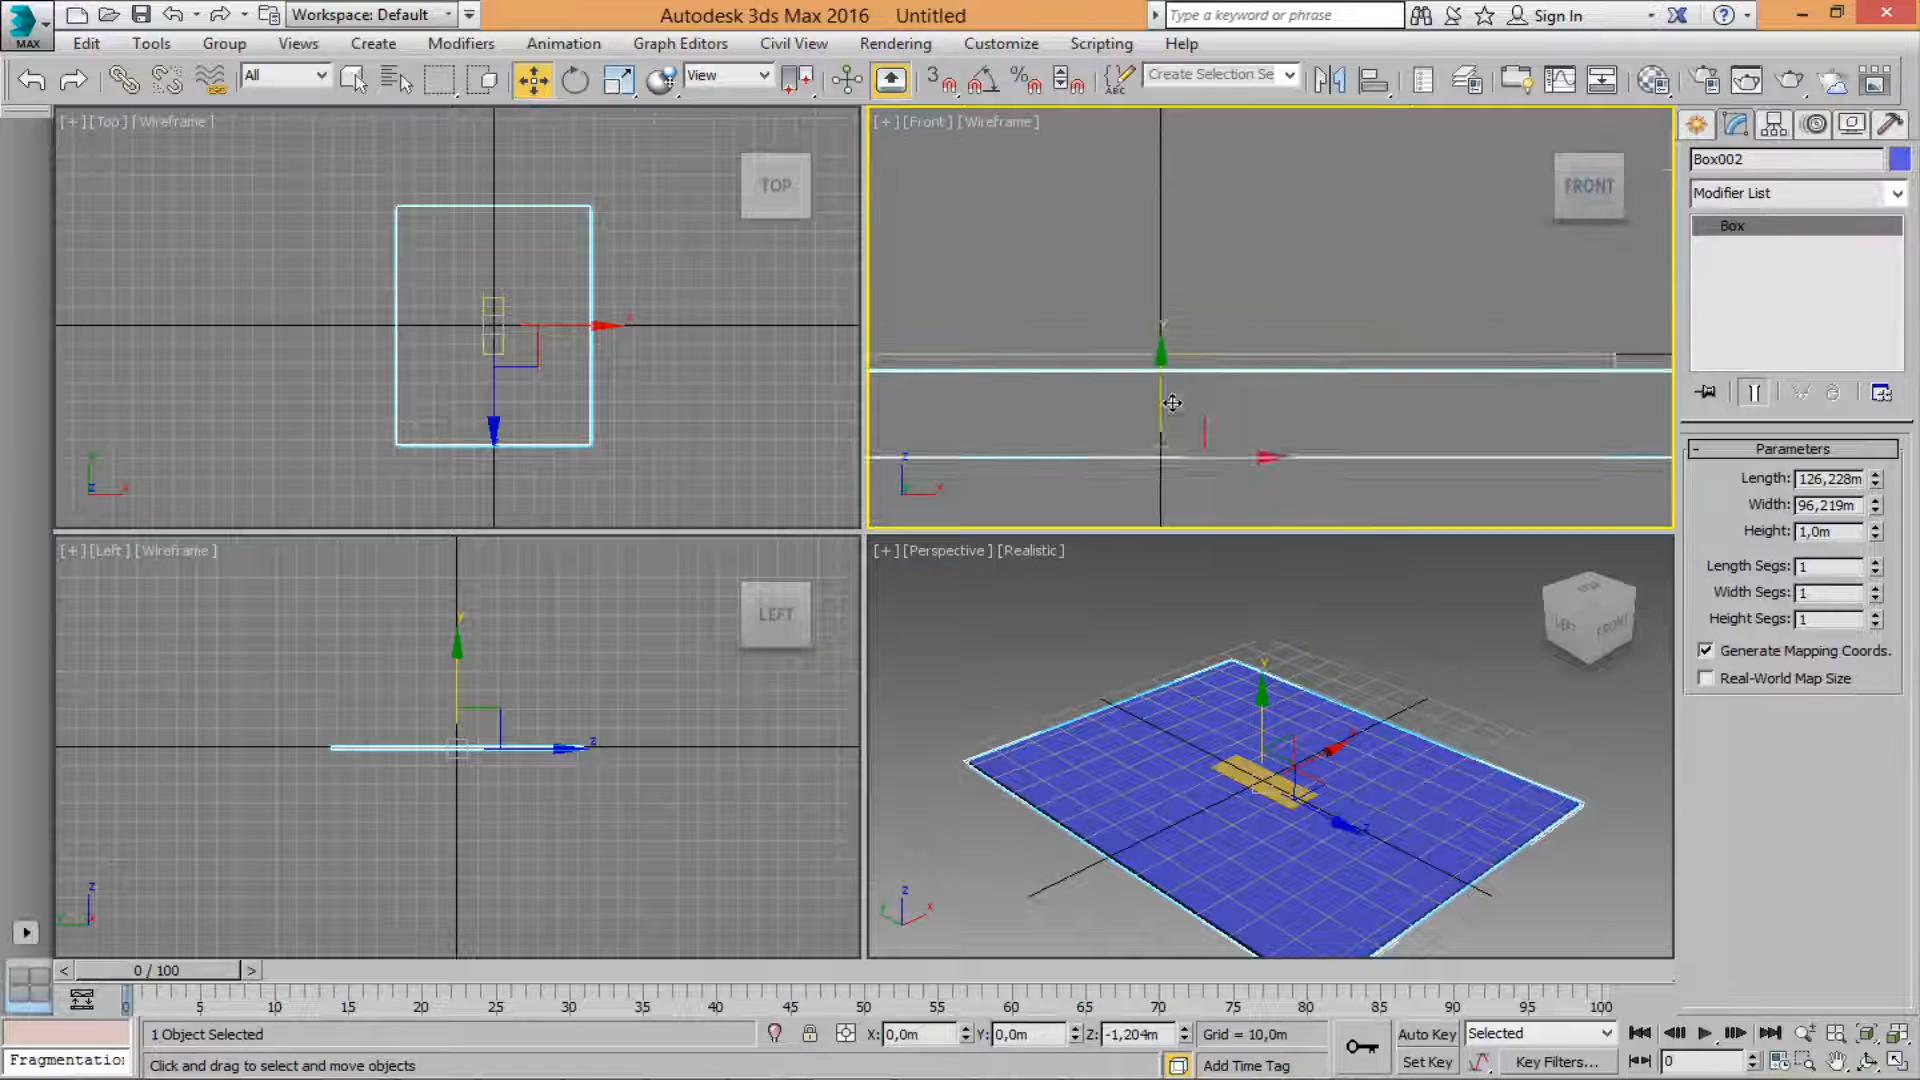 Workspace: Default
Autodesk 3ds Max 2016 Untitled
Type a keyword or phrase
Sign In
MAX
Edit Tools Group Views Create Modifiers Animation Graph Editors Civil View Rendering Customize Scripting Help
All
View
3
ABC
Create Selection Se
[+][Top][Wireframe]
TOP
[+][Front][Wireframe]
FRONT
Box002
Modifier List
Box
Parameters
Length: 126,228m
Width: 96,219m
Height: 1,0m
Length Segs: 1
Width Segs: 1
Height Segs: 1
Generate Mapping Coords.
Real-World Map Size
[+][Left][Wireframe]
LEFT
[+][Perspective][Realistic]
LEFT FRONT
0 / 100
0 5 10 15 20 25 30 35 40 45 50 55 60 65 70 75 80 85 90 95 100
1 Object Selected
X: 0,0m Y: 0,0m Z: -1,204m
Grid = 10,0m
Auto Key
Selected
Fragmentatio
Click and drag to select and move objects
Add Time Tag
Set Key
Key Filters...
0